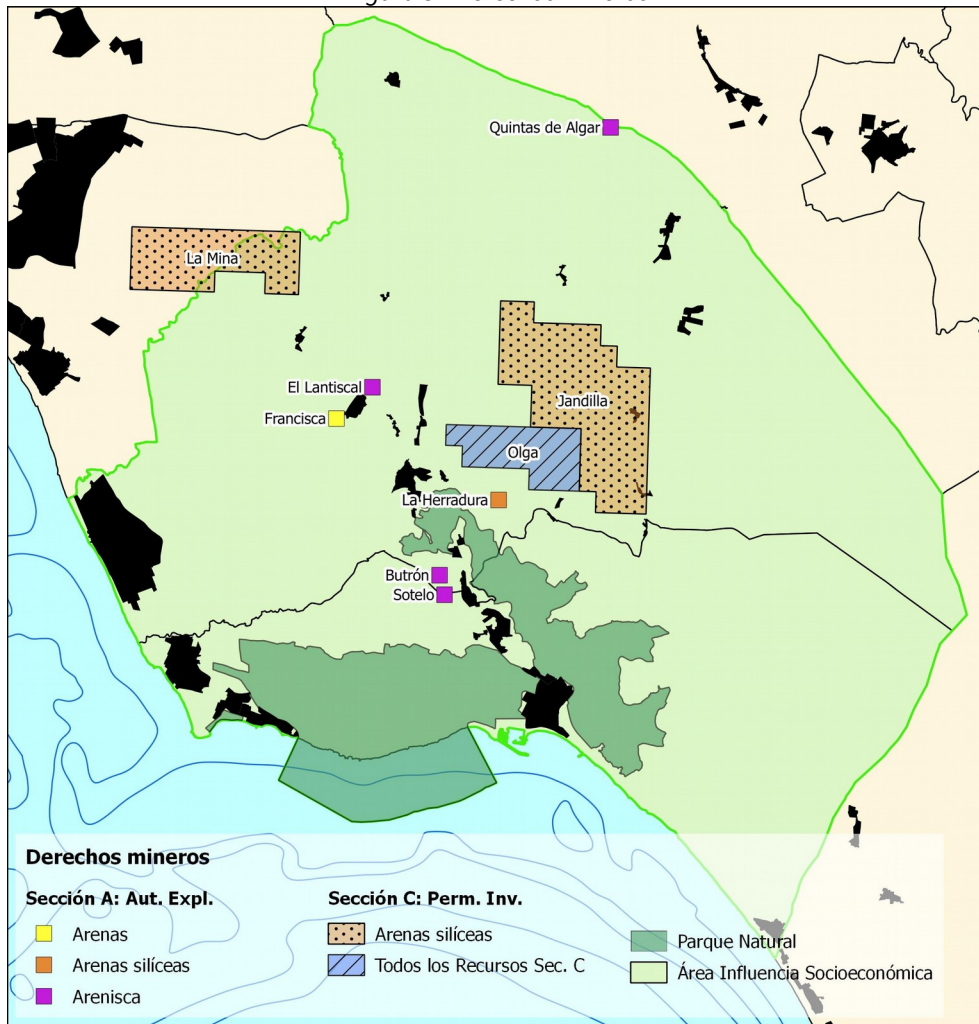 Quintas de Algar
La Mina
El Lantiscal
Jandilla
Francisca
Olga
La Herradura
Butrón
Sotelo
Derechos mineros
Sección A: Aut. Expl.
Arenas
Arenas silíceas
Arenisca
Sección C: Perm. Inv.
Arenas silíceas
Todos los Recursos Sec. C
Parque Natural
Área Influencia Socioeconómica